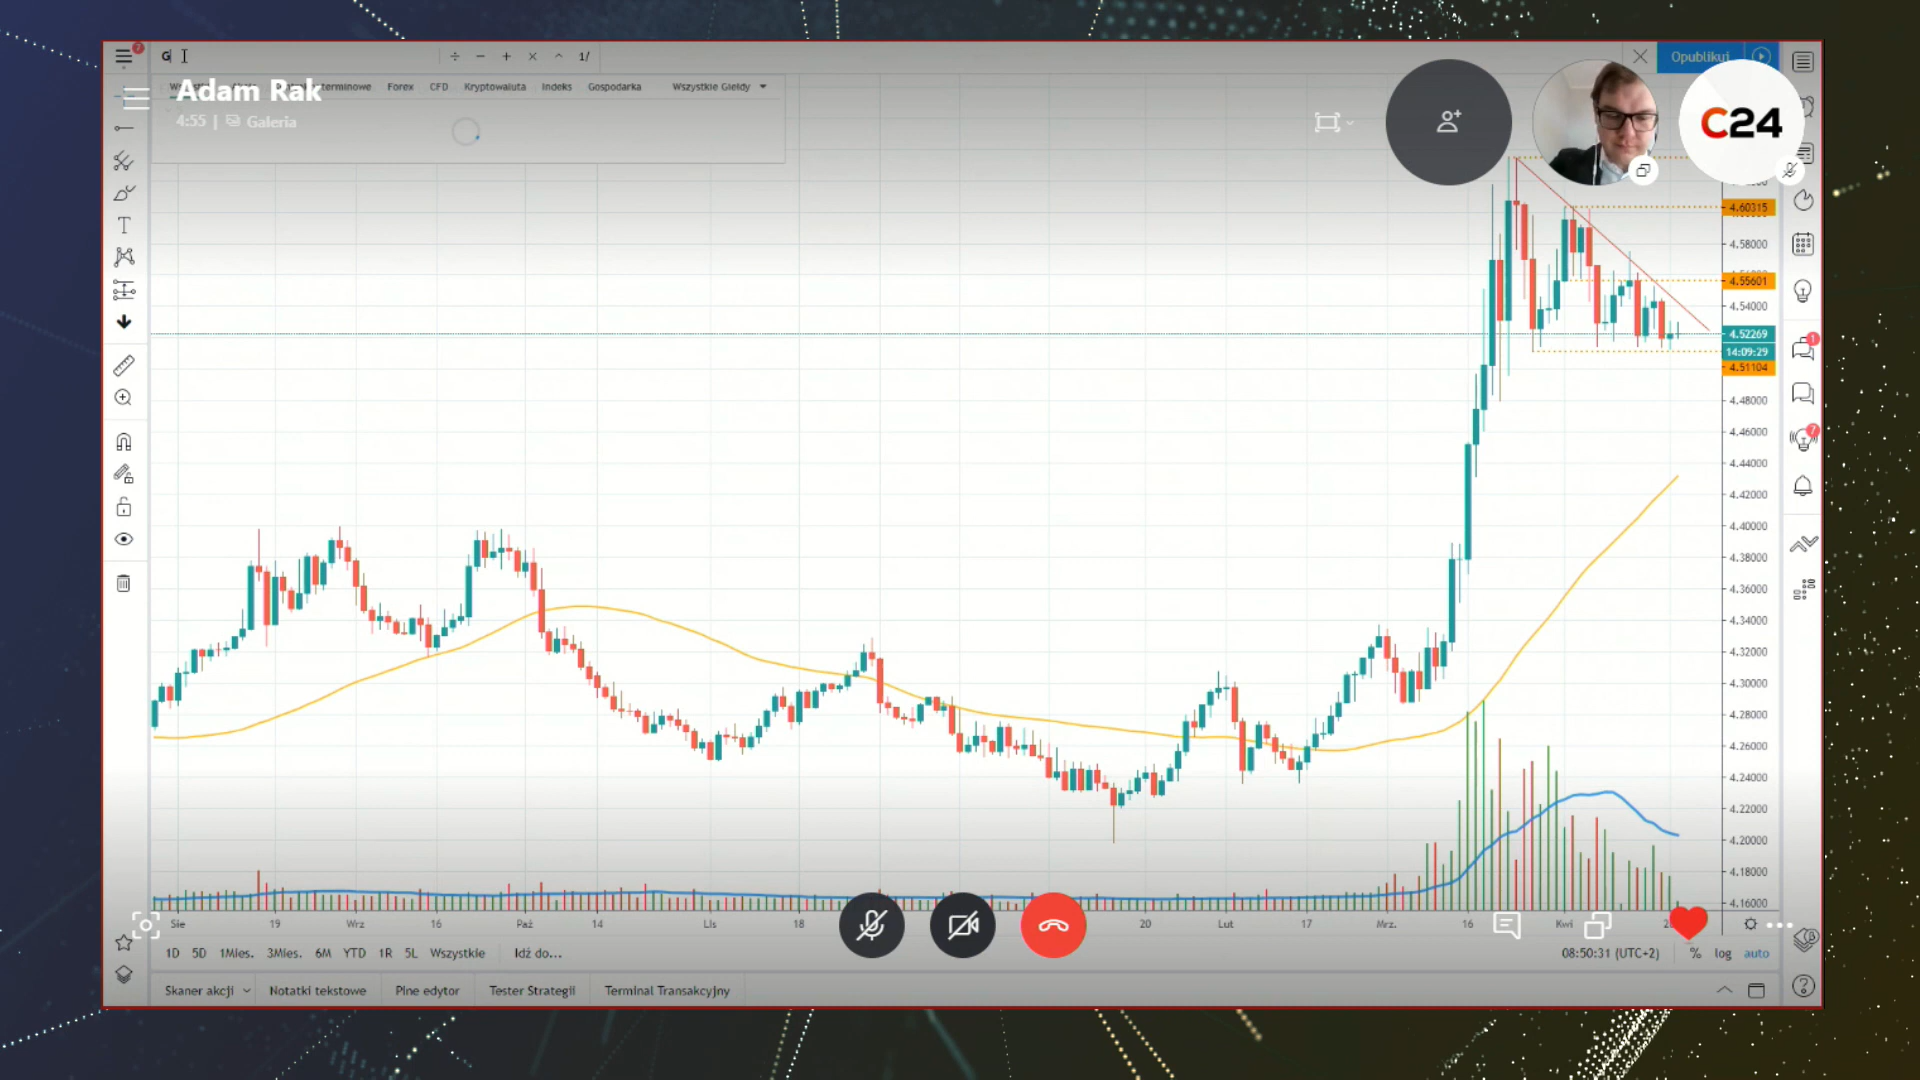 7
G
÷ − + × ^ 1/
Opublikuj
terminowe Forex CFD Kryptowaluta Indeks Gospodarka Wszystkie Giełdy
Adam Rak
4:55 | Galeria
C24
4.60315
4.58000
4.55601
4.54000
4.52269
14:09:29
4.51104
4.48000
4.46000
4.44000
4.42000
4.40000
4.38000
4.36000
4.34000
4.32000
4.30000
4.28000
4.26000
4.24000
4.22000
4.20000
4.18000
4.16000
1
7
Sie 19 Wrz 16 Paź 14 Lis 18 20 Lut 17 Mrz. 16 Kwi
1D 5D 1Mies. 3Mies. 6M YTD 1R 5L Wszystkie Idź do...
08:50:31 (UTC+2) % log auto
Skaner akcji Notatki tekstowe Pine edytor Tester Strategii Terminal Transakcyjny